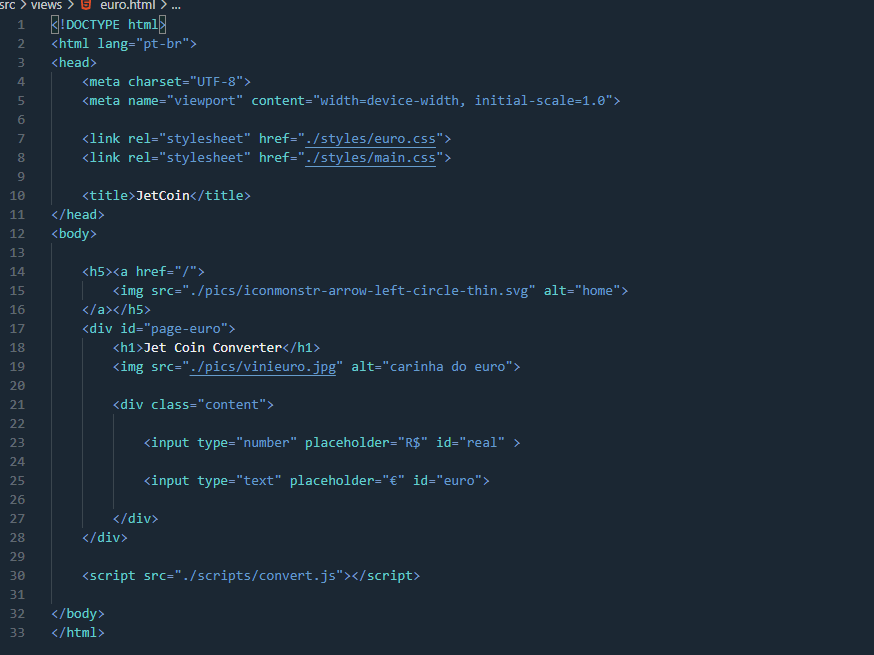 src > views > euro.html > ...
1 <!DOCTYPE html>
2 <html lang="pt-br">
3 <head>
4 <meta charset="UTF-8">
5 <meta name="viewport" content="width=device-width, initial-scale=1.0">
6
7 <link rel="stylesheet" href="./styles/euro.css">
8 <link rel="stylesheet" href="./styles/main.css">
9
10 <title>JetCoin</title>
11 </head>
12 <body>
13
14 <h5><a href="/">
15 <img src="./pics/iconmonstr-arrow-left-circle-thin.svg" alt="home">
16 </a></h5>
17 <div id="page-euro">
18 <h1>Jet Coin Converter</h1>
19 <img src="./pics/vinieuro.jpg" alt="carinha do euro">
20
21 <div class="content">
22
23 <input type="number" placeholder="R$" id="real" >
24
25 <input type="text" placeholder="€" id="euro">
26
27 </div>
28 </div>
29
30 <script src="./scripts/convert.js"></script>
31
32 </body>
33 </html>